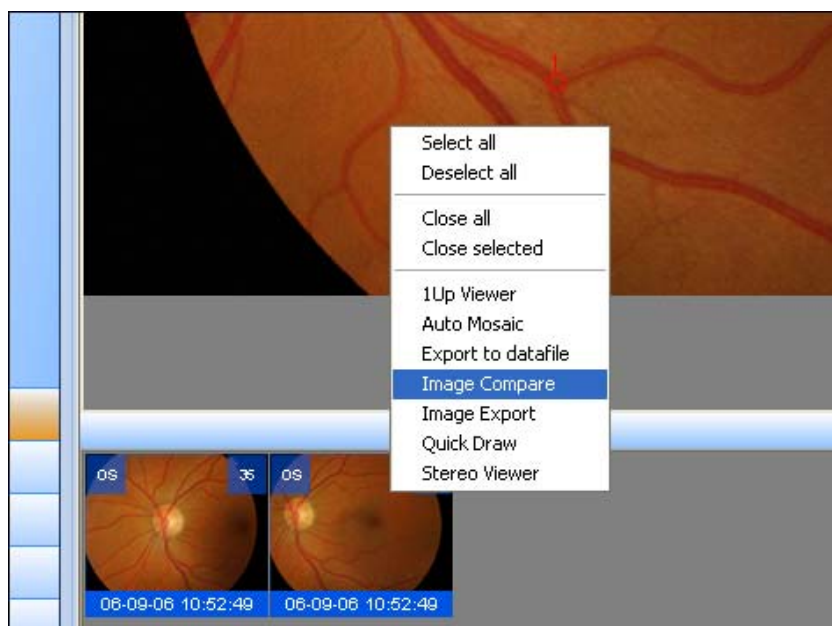 Select all
Deselect all
Close all
Close selected
1Up Viewer
Auto Mosaic
Export to datafile
Image Compare
Image Export
Quick Draw
Stereo Viewer
OS 35 OS
06-09-06 10:52:49 06-09-06 10:52:49